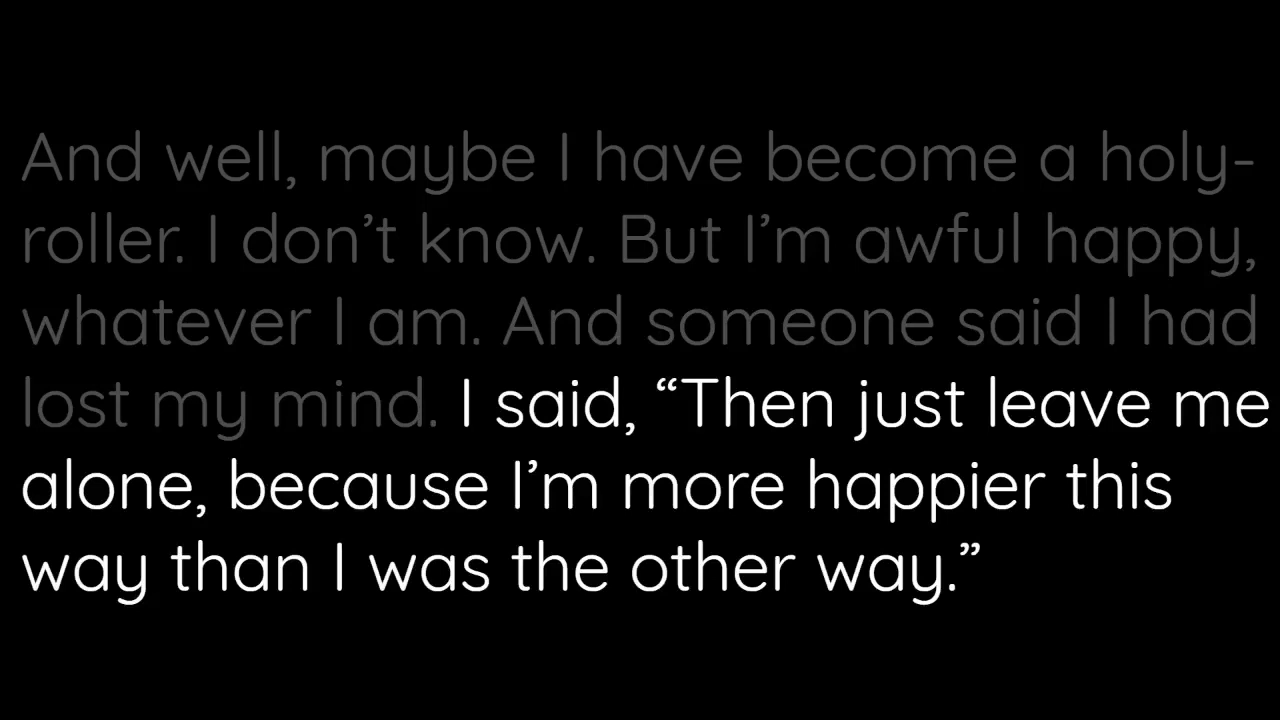 And well, maybe I have become a holy-
roller. I don’t know. But I’m awful happy,
whatever I am. And someone said I had
lost my mind. I said, “Then just leave me
alone, because I’m more happier this
way than I was the other way.”